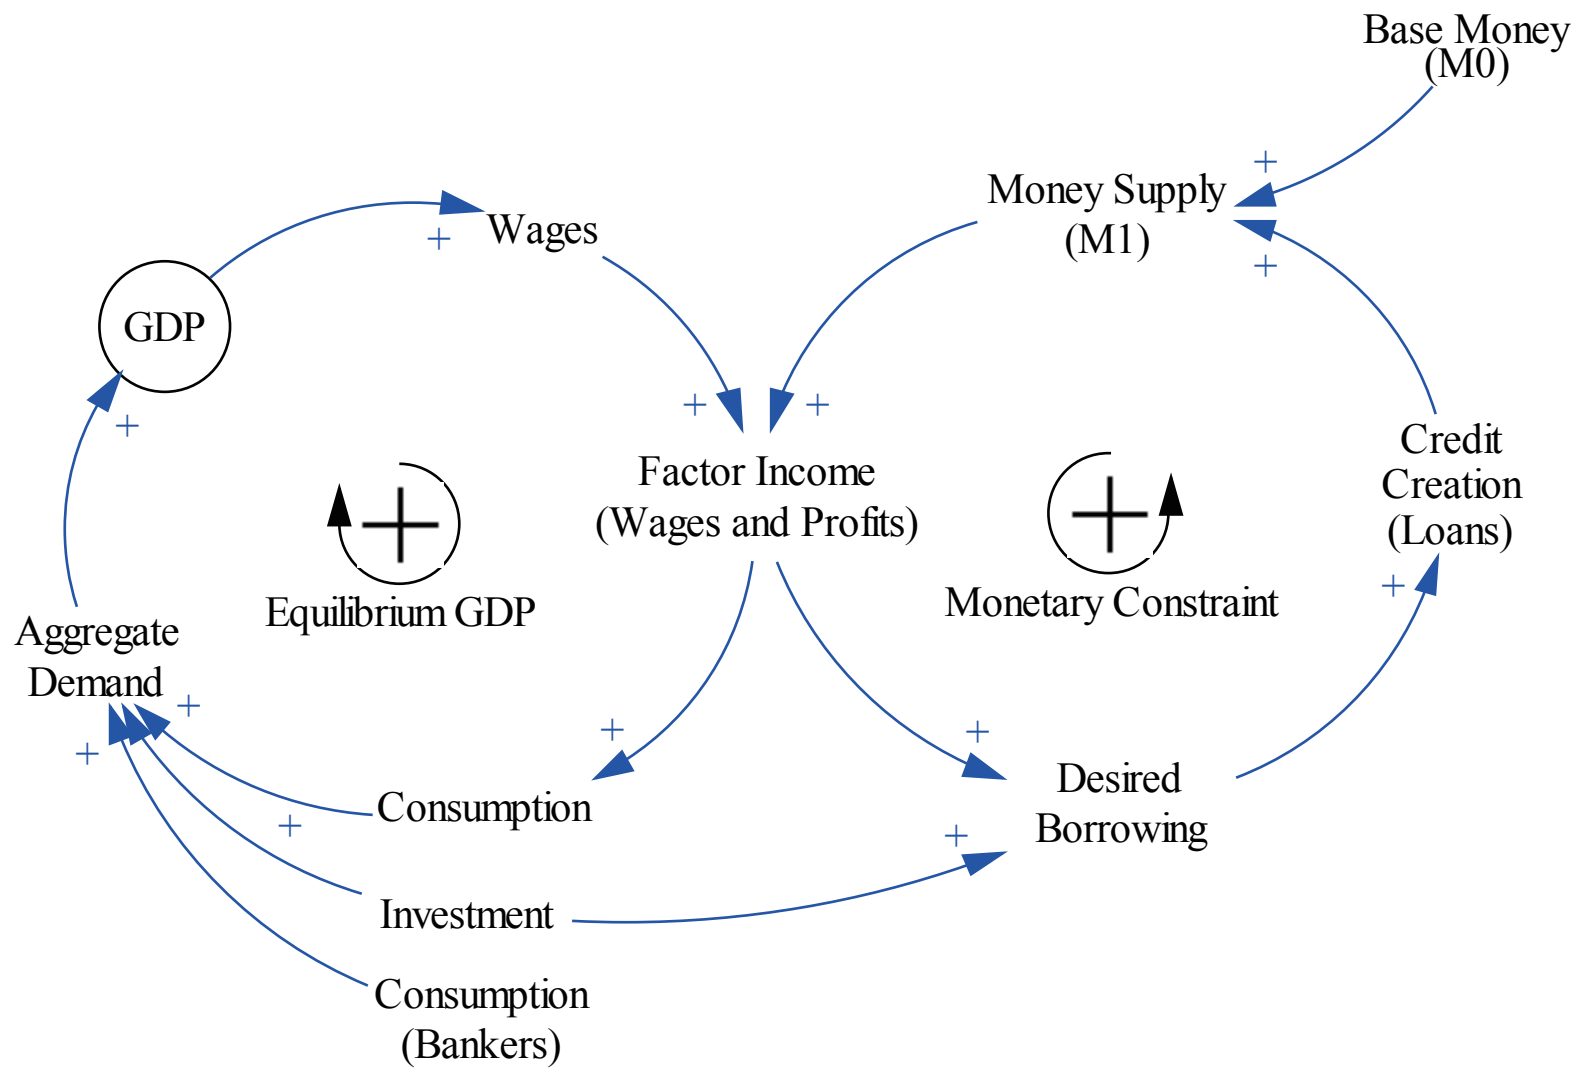 Base Money
(M0)
+
Money Supply
(M1)
+
Wages
+
GDP
+
+
+
Factor Income
(Wages and Profits)
Credit
Creation
(Loans)
+
+
Equilibrium GDP
+
Monetary Constraint
+
Aggregate
Demand
+
+
+
+
Desired
Borrowing
Consumption
+
+
Investment
Consumption
(Bankers)